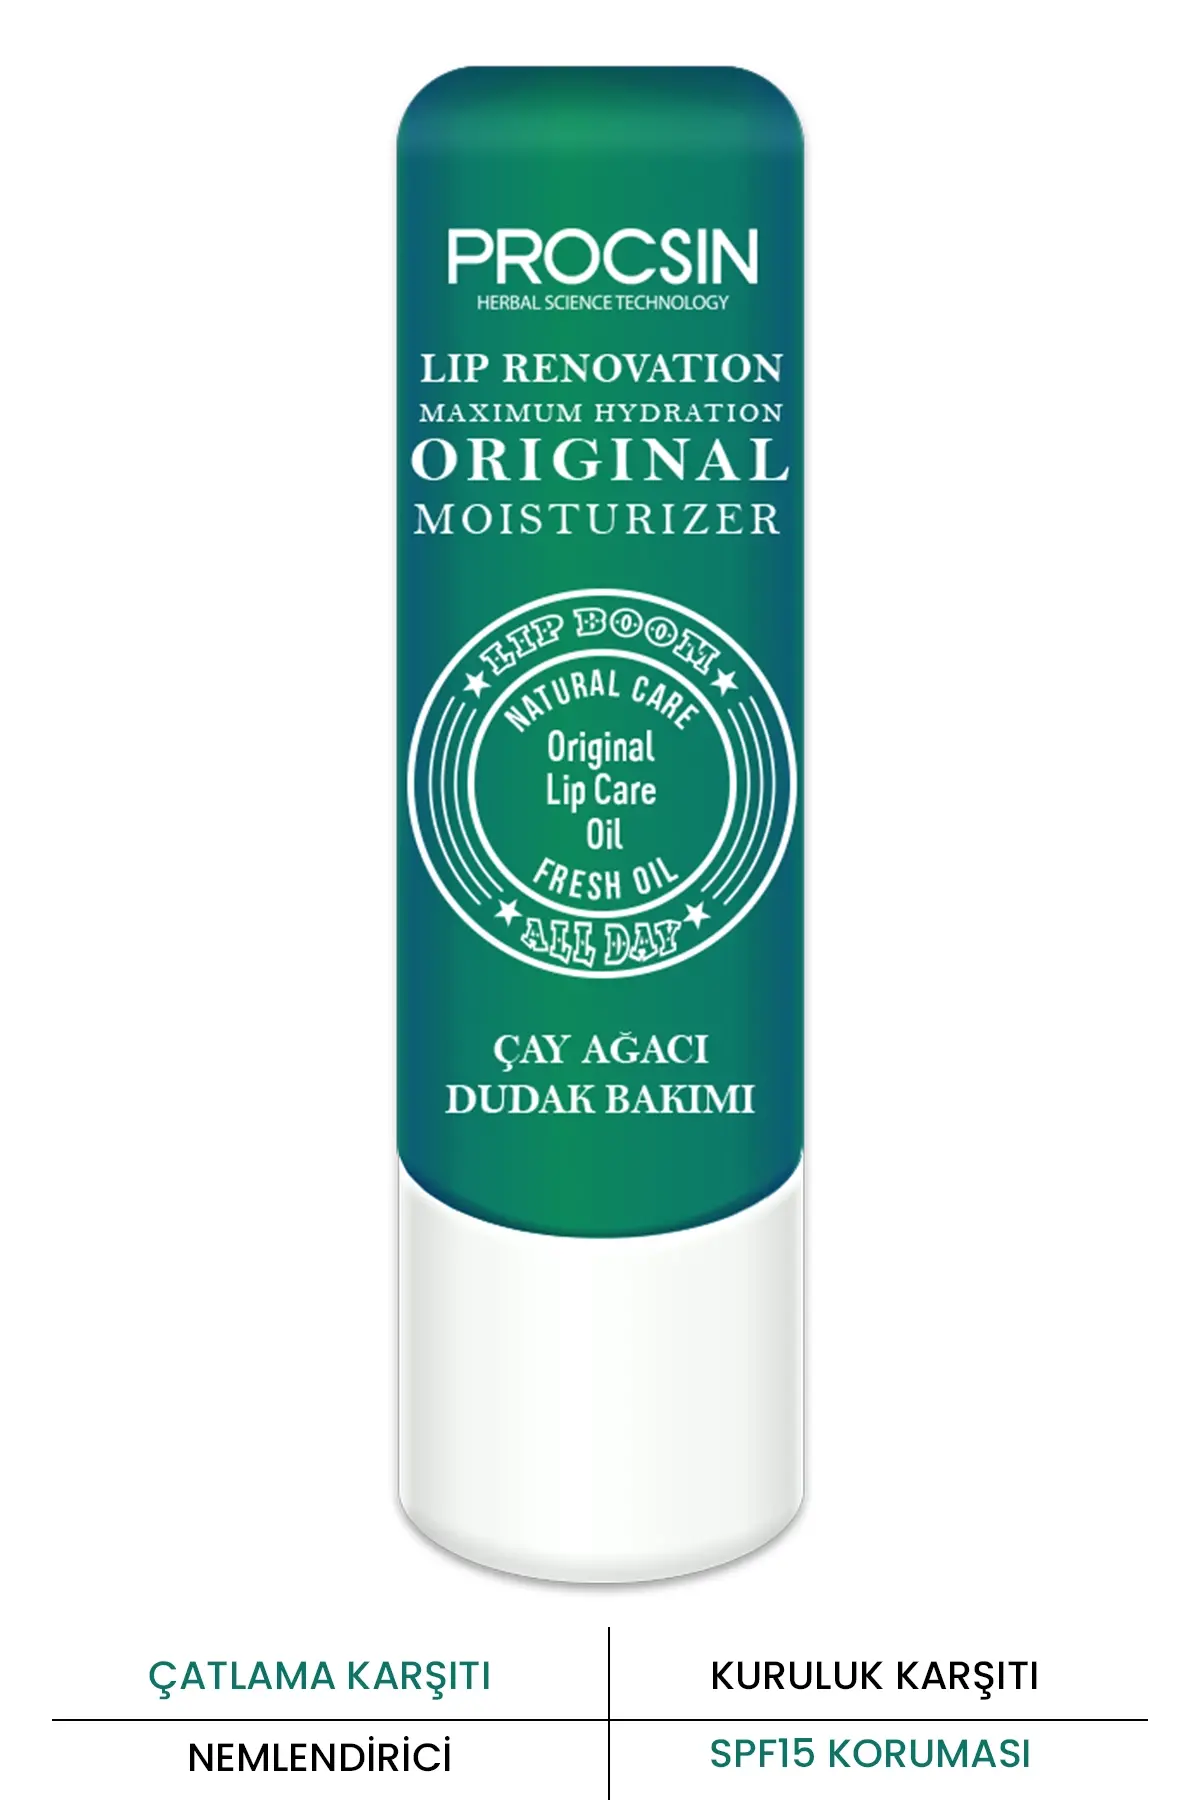 PROCSIN
HERBAL SCIENCE TECHNOLOGY
LIP RENOVATION
MAXIMUM HYDRATION
ORIGINAL
MOISTURIZER
LIP BOOM
NATURAL CARE
Original
Lip Care
Oil
FRESH OIL
ALL DAY
ÇAY AĞACI
DUDAK BAKIMI
ÇATLAMA KARŞITI
KURULUK KARŞITI
NEMLENDİRİCİ
SPF15 KORUMASI